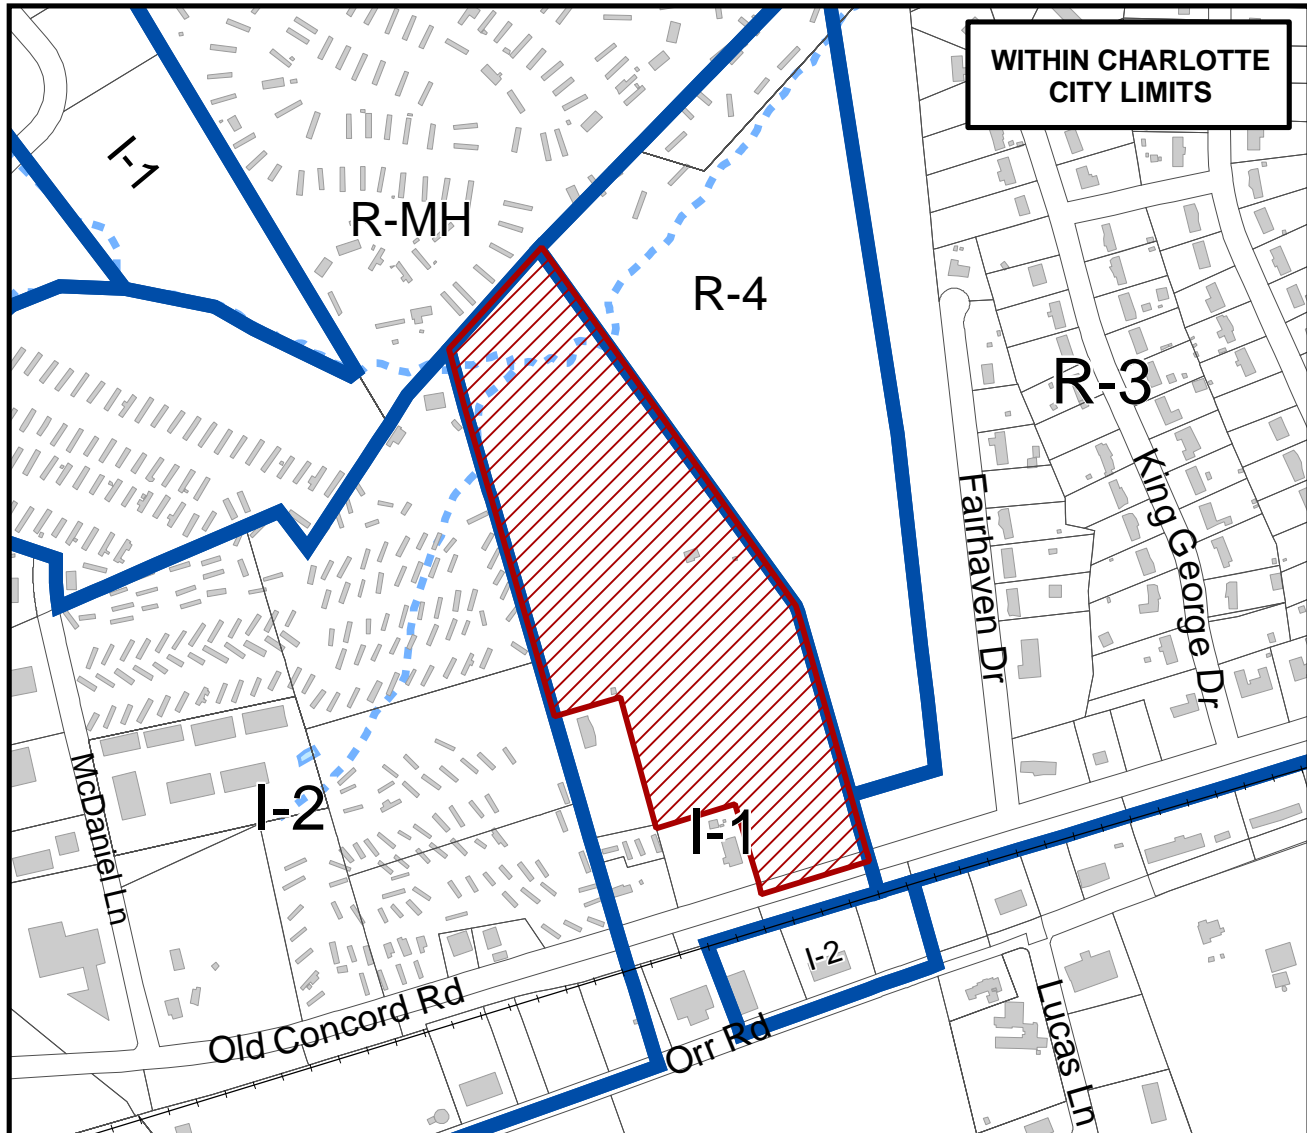 WITHIN CHARLOTTE
CITY LIMITS
I-1
R-MH
R-4
R-3
Fairhaven Dr
King George Dr
McDaniel Ln
I-2
I-1
I-2
Old Concord Rd
Orr Rd
Lucas Ln